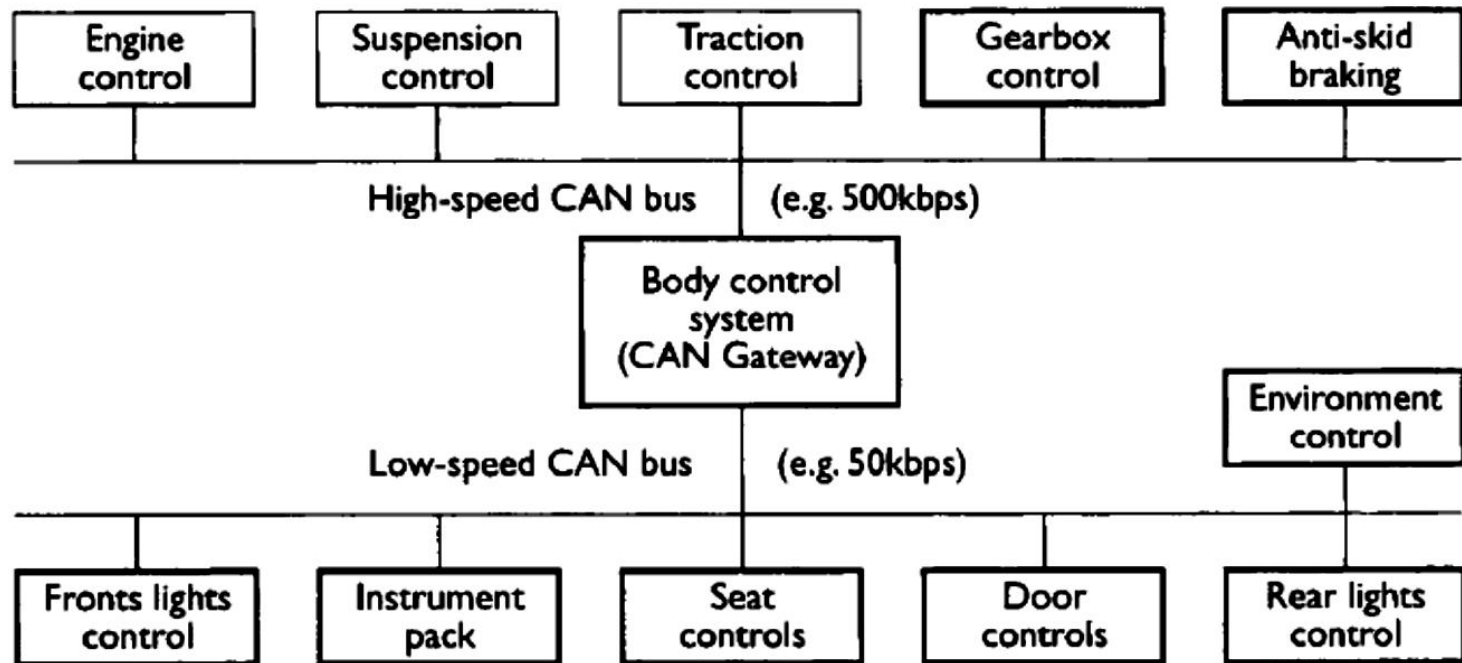 Engine
control
Suspension
control
Traction
control
Gearbox
control
Anti-skid
braking
High-speed CAN bus (e.g. 500kbps)
Body control
system
(CAN Gateway)
Environment
control
Low-speed CAN bus (e.g. 50kbps)
Fronts lights
control
Instrument
pack
Seat
controls
Door
controls
Rear lights
control